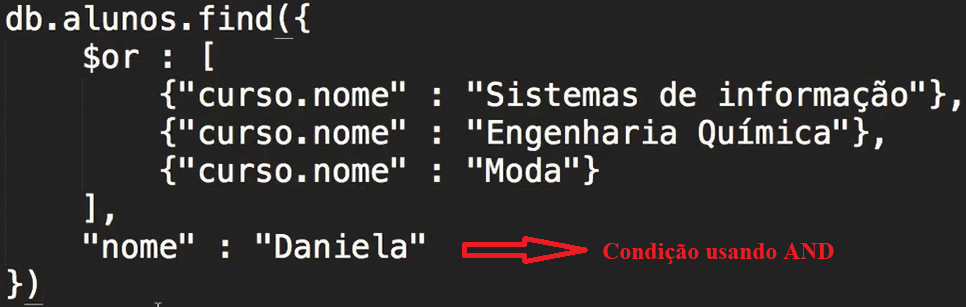 db.alunos.find({
$or : [
{"curso.nome" : "Sistemas de informação"},
{"curso.nome" : "Engenharia Química"},
{"curso.nome" : "Moda"}
],
"nome" : "Daniela" Condição usando AND
})